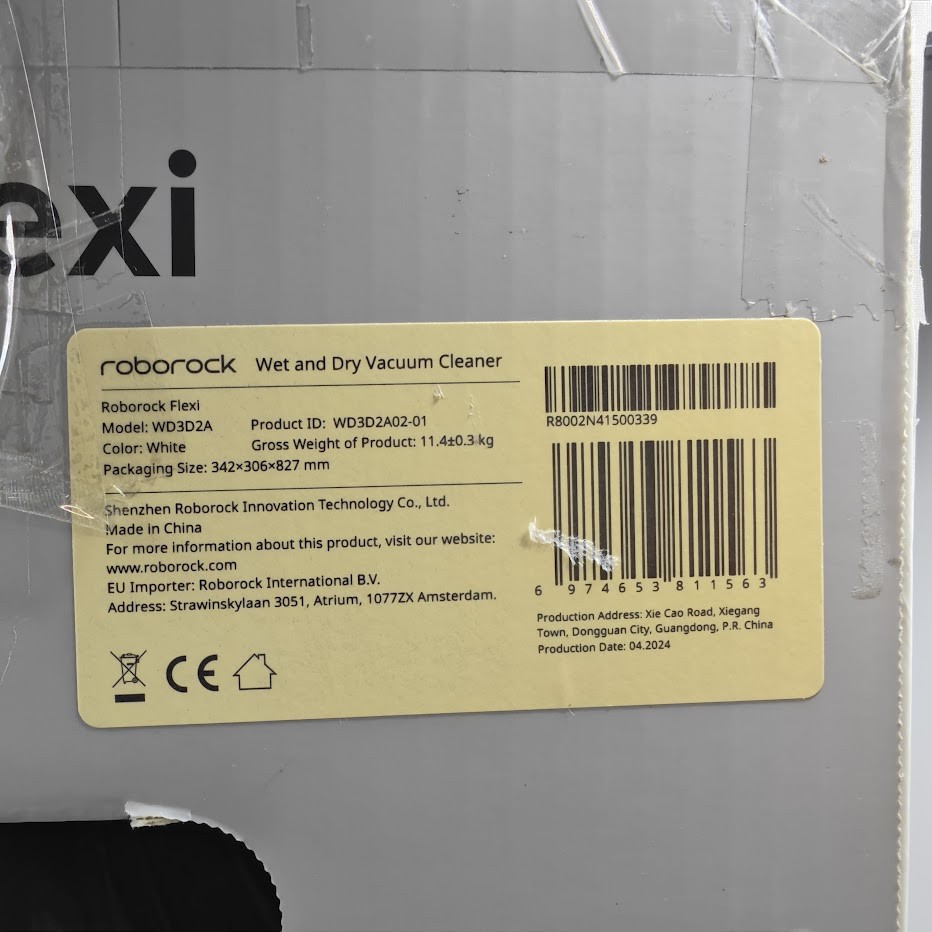 exi
roborock Wet and Dry Vacuum Cleaner
Roborock Flexi
Model: WD3D2A Product ID: WD3D2A02-01
Color: White Gross Weight of Product: 11.4±0.3 kg
Packaging Size: 342×306×827 mm
Shenzhen Roborock Innovation Technology Co., Ltd.
Made in China
For more information about this product, visit our website:
www.roborock.com
EU Importer: Roborock International B.V.
Address: Strawinskylaan 3051, Atrium, 1077ZX Amsterdam.
CE
R8002N41500339
6 974653 811563
Production Address: Xie Cao Road, Xiegang
Town, Dongguan City, Guangdong, P.R. China
Production Date: 04.2024